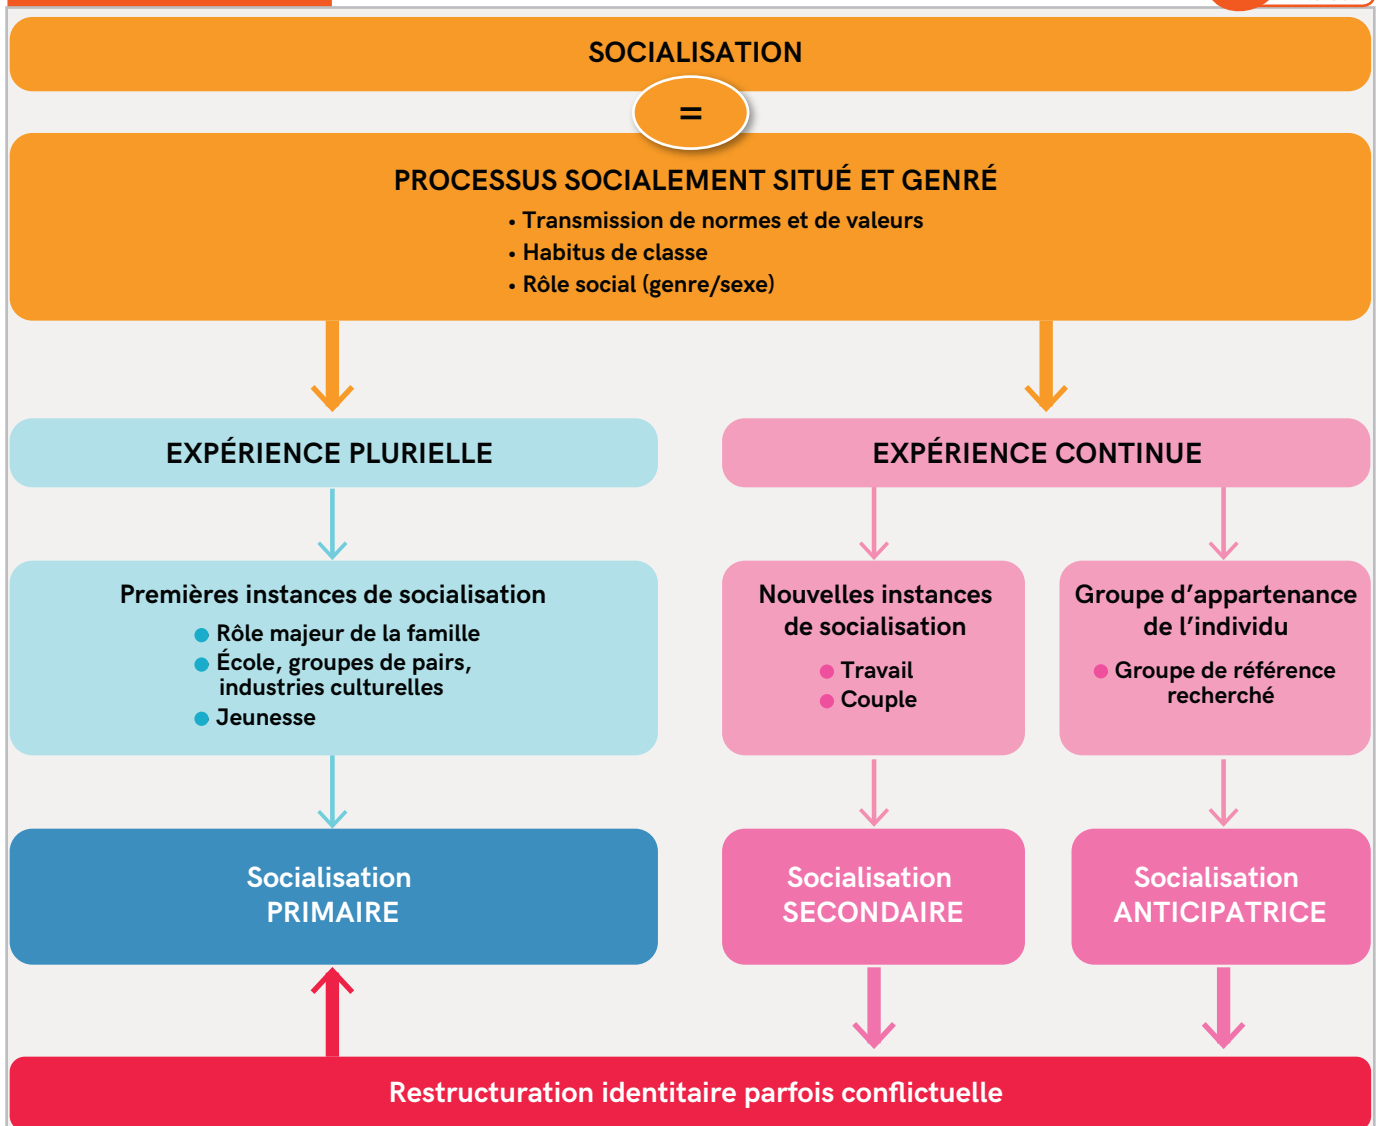 SOCIALISATION
=
PROCESSUS SOCIALEMENT SITUÉ ET GENRÉ
• Transmission de normes et de valeurs
• Habitus de classe
• Rôle social (genre/sexe)
EXPÉRIENCE PLURIELLE
EXPÉRIENCE CONTINUE
Premières instances de socialisation
● Rôle majeur de la famille
● École, groupes de pairs,
industries culturelles
● Jeunesse
Nouvelles instances
de socialisation
● Travail
● Couple
Groupe d’appartenance
de l’individu
● Groupe de référence
recherché
Socialisation
PRIMAIRE
Socialisation
SECONDAIRE
Socialisation
ANTICIPATRICE
Restructuration identitaire parfois conflictuelle